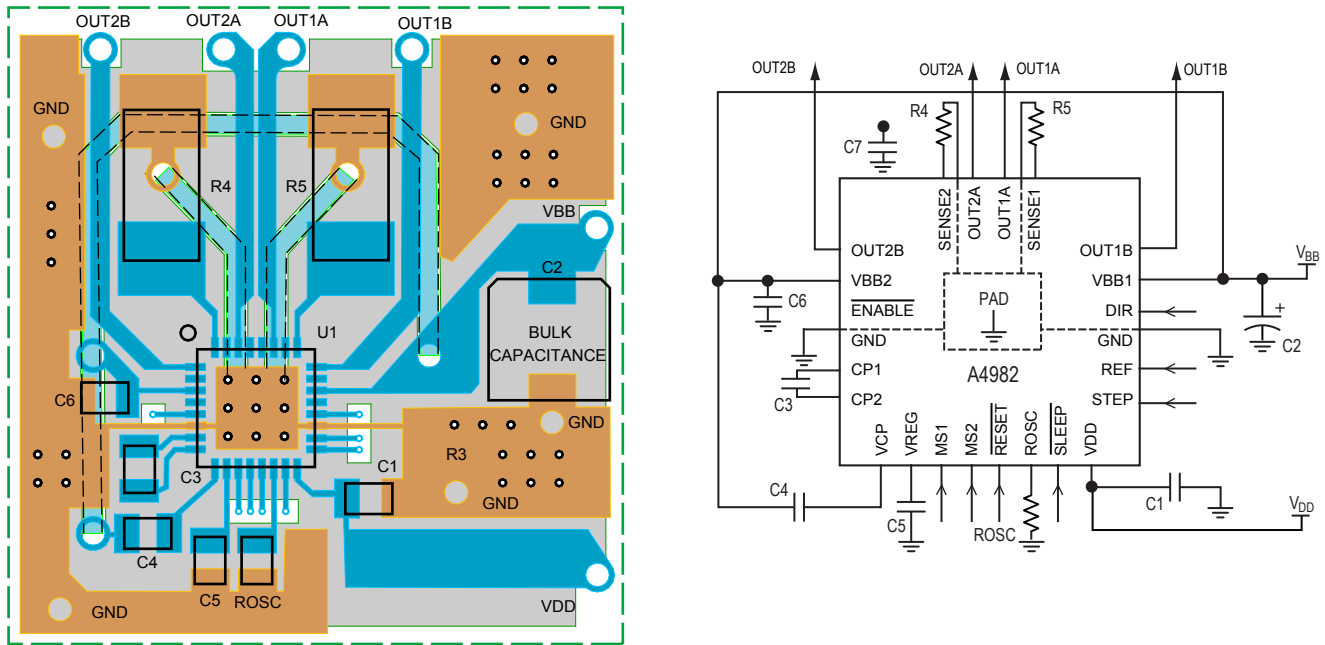 OUT2B
OUT2A
OUT1A
OUT1B
GND
GND
R4
R5
VBB
C2
U1
BULK
CAPACITANCE
C6
GND
R3
C3
C1
GND
C4
C5
ROSC
GND
VDD
OUT2B
OUT2A
OUT1A
OUT1B
R4
R5
C7
SENSE2
OUT2A
OUT1A
SENSE1
OUT2B
OUT1B
VBB2
VBB1
VBB
C6
PAD
ENABLE
DIR
+
GND
GND
C2
CP1
REF
A4982
C3
CP2
STEP
VCP
VREG
MS1
MS2
RESET
ROSC
SLEEP
VDD
C4
C5
ROSC
C1
VDD